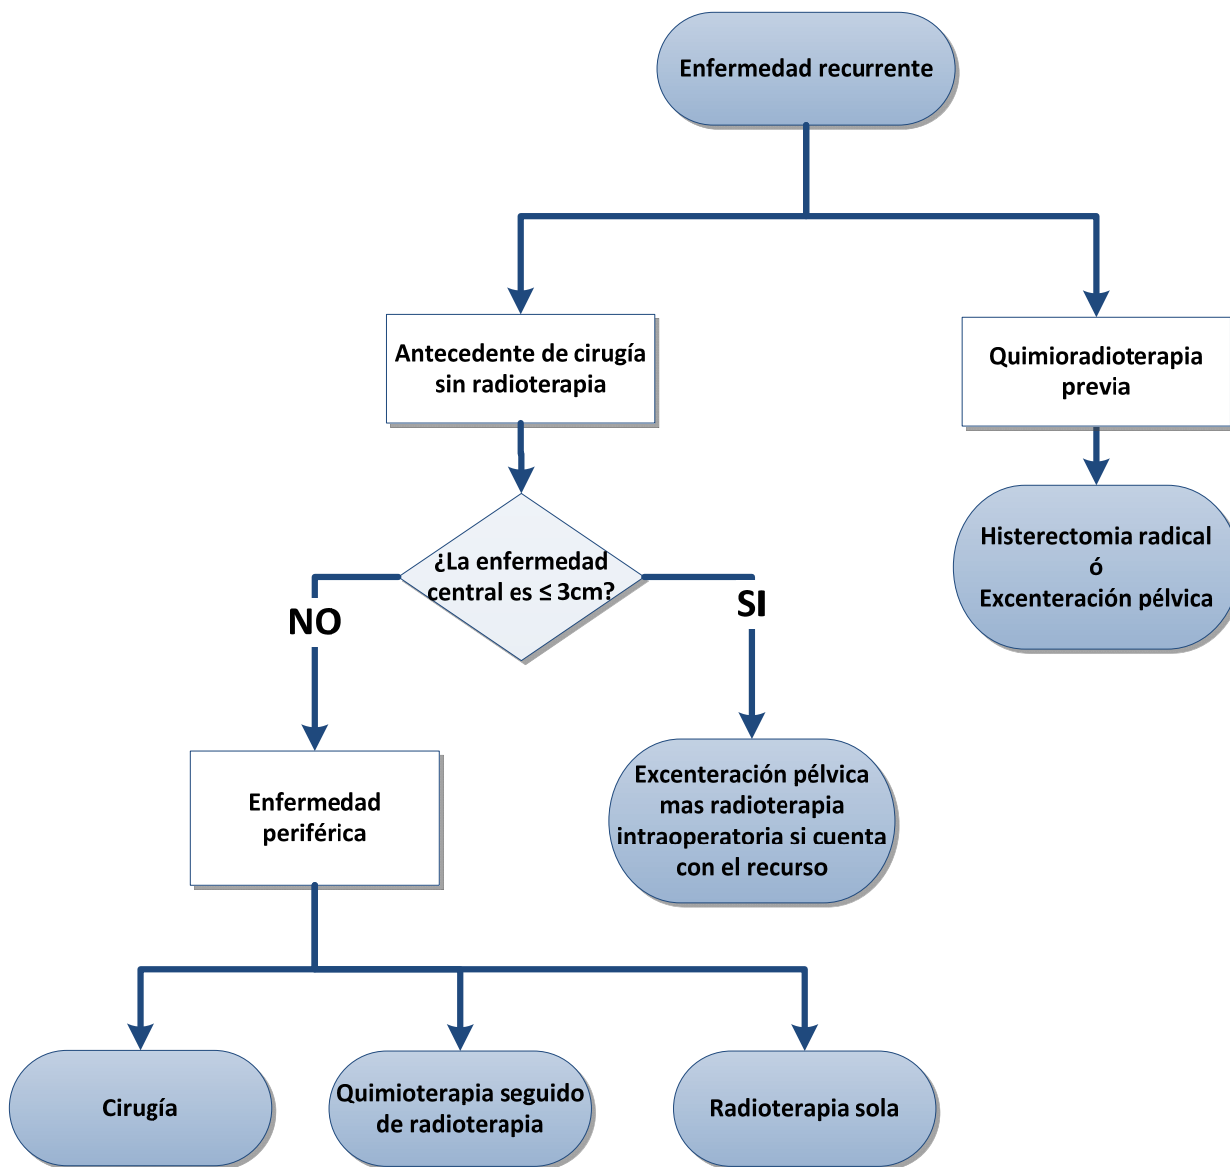 Enfermedad recurrente
Antecedente de cirugía
sin radioterapia
Quimioradioterapia
previa
¿La enfermedad
central es ≤ 3cm?
NO
SI
Histerectomia radical
ó
Excenteración pélvica
Enfermedad
periférica
Excenteración pélvica
mas radioterapia
intraoperatoria si cuenta
con el recurso
Cirugía
Quimioterapia seguido
de radioterapia
Radioterapia sola